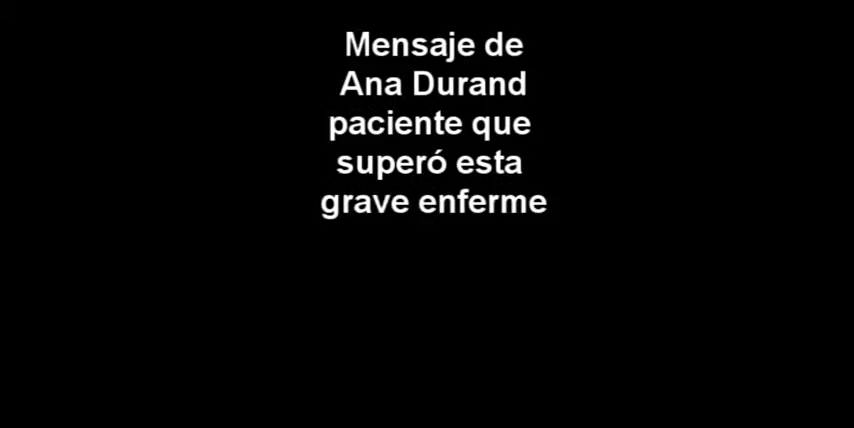 Mensaje de
Ana Durand
paciente que
superó esta
grave enferme